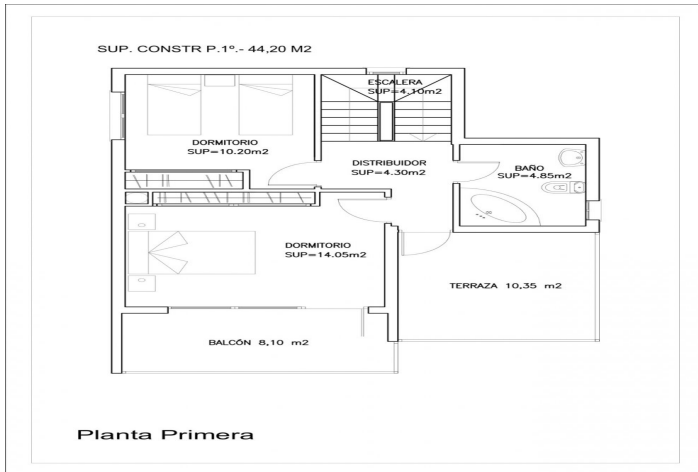 SUP. CONSTR P.1º.- 44,20 M2
ESCALERA
SUP=4.10m2
DORMITORIO
SUP=10.20m2
DISTRIBUIDOR
SUP=4.30m2
BAÑO
SUP=4.85m2
DORMITORIO
SUP=14.05m2
TERRAZA 10,35 m2
BALCÓN 8,10 m2
Planta Primera